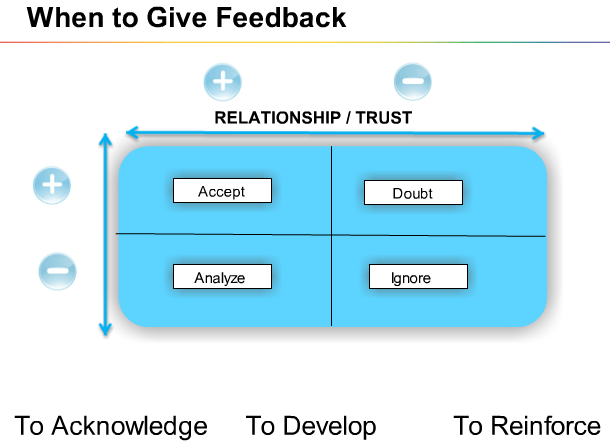 When to Give Feedback
RELATIONSHIP / TRUST
Accept
Doubt
Analyze
Ignore
To Acknowledge
To Develop
To Reinforce